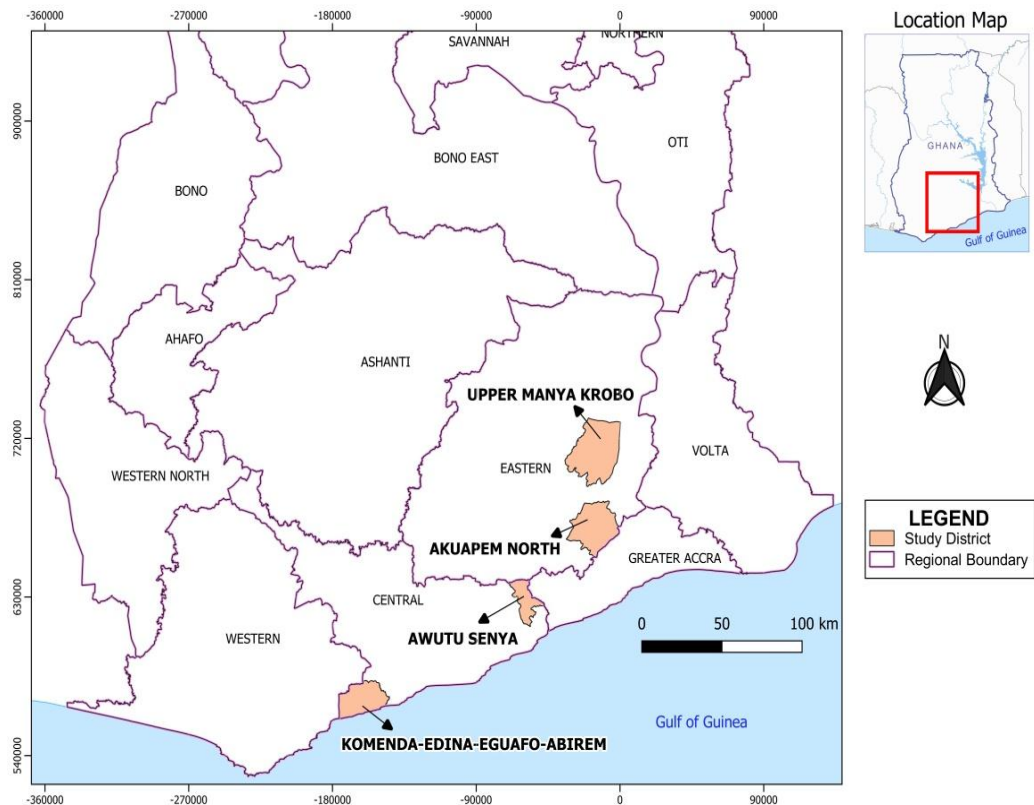 -360000 -270000 -180000 -90000 0 90000
Location Map
SAVANNAH
NORTHERN
900000
OTI
BONO EAST
BONO
GHANA
Gulf of Guinea
810000
AHAFO
ASHANTI
N
UPPER MANYA KROBO
720000
VOLTA
EASTERN
WESTERN NORTH
LEGEND
Study District
Regional Boundary
AKUAPEM NORTH
GREATER ACCRA
630000
CENTRAL
AWUTU SENYA
WESTERN
0 50 100 km
Gulf of Guinea
KOMENDA-EDINA-EGUAFO-ABIREM
540000
-360000 -270000 -180000 -90000 0 90000